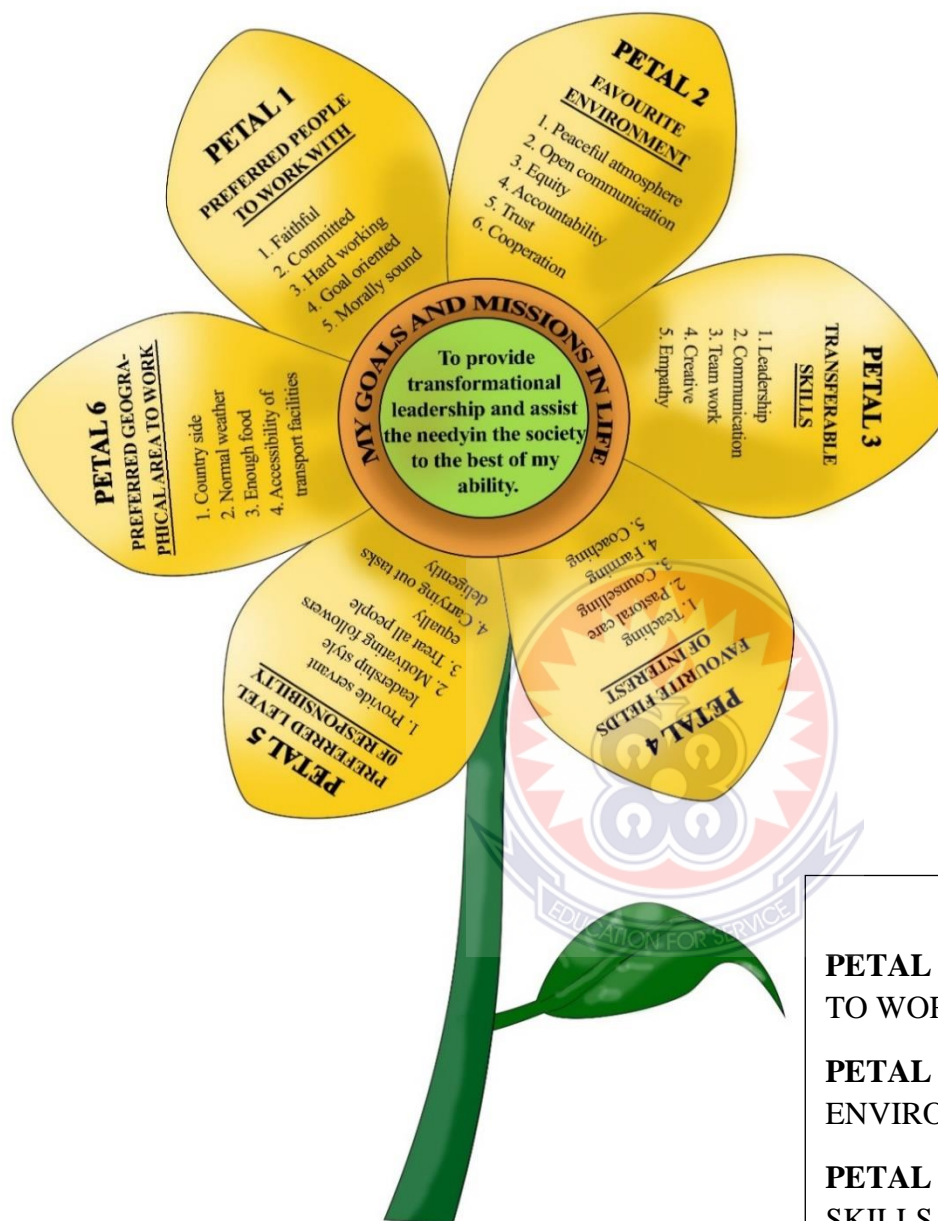 PETAL 1
PREFERRED PEOPLE
TO WORK WITH
1. Faithful
2. Committed
3. Hard working
4. Goal oriented
5. Morally sound
PETAL 2
FAVOURITE
ENVIRONMENT
1. Peaceful atmosphere
2. Open communication
3. Equity
4. Accountability
5. Trust
6. Cooperation
PETAL 3
TRANSFERABLE
SKILLS
1. Leadership
2. Communication
3. Team work
4. Creative
5. Empathy
PETAL 4
FAVOURITE FIELDS
OF INTEREST
1. Teaching
2. Pastoral care
3. Counselling
4. Farming
5. Coaching
PETAL 5
PREFERRED LEVEL
0F RESPONSIBILTY
1. Provide servant
leadership style
2. Motivating followers
3. Treat all people
equally
4. Carrying out tasks
deligently
PETAL 6
PREFERRED GEOGRA-
PHICAL AREA TO WORK
1. Country side
2. Normal weather
3. Enough food
4. Accessibility of
transport facilities
MY GOALS AND MISSIONS IN LIFE
To provide
transformational
leadership and assist
the needyin the society
to the best of my
ability.
EDUCATION FOR SERVICE
PETAL
TO WOR
PETAL
ENVIRO
PETAL
SKILLS